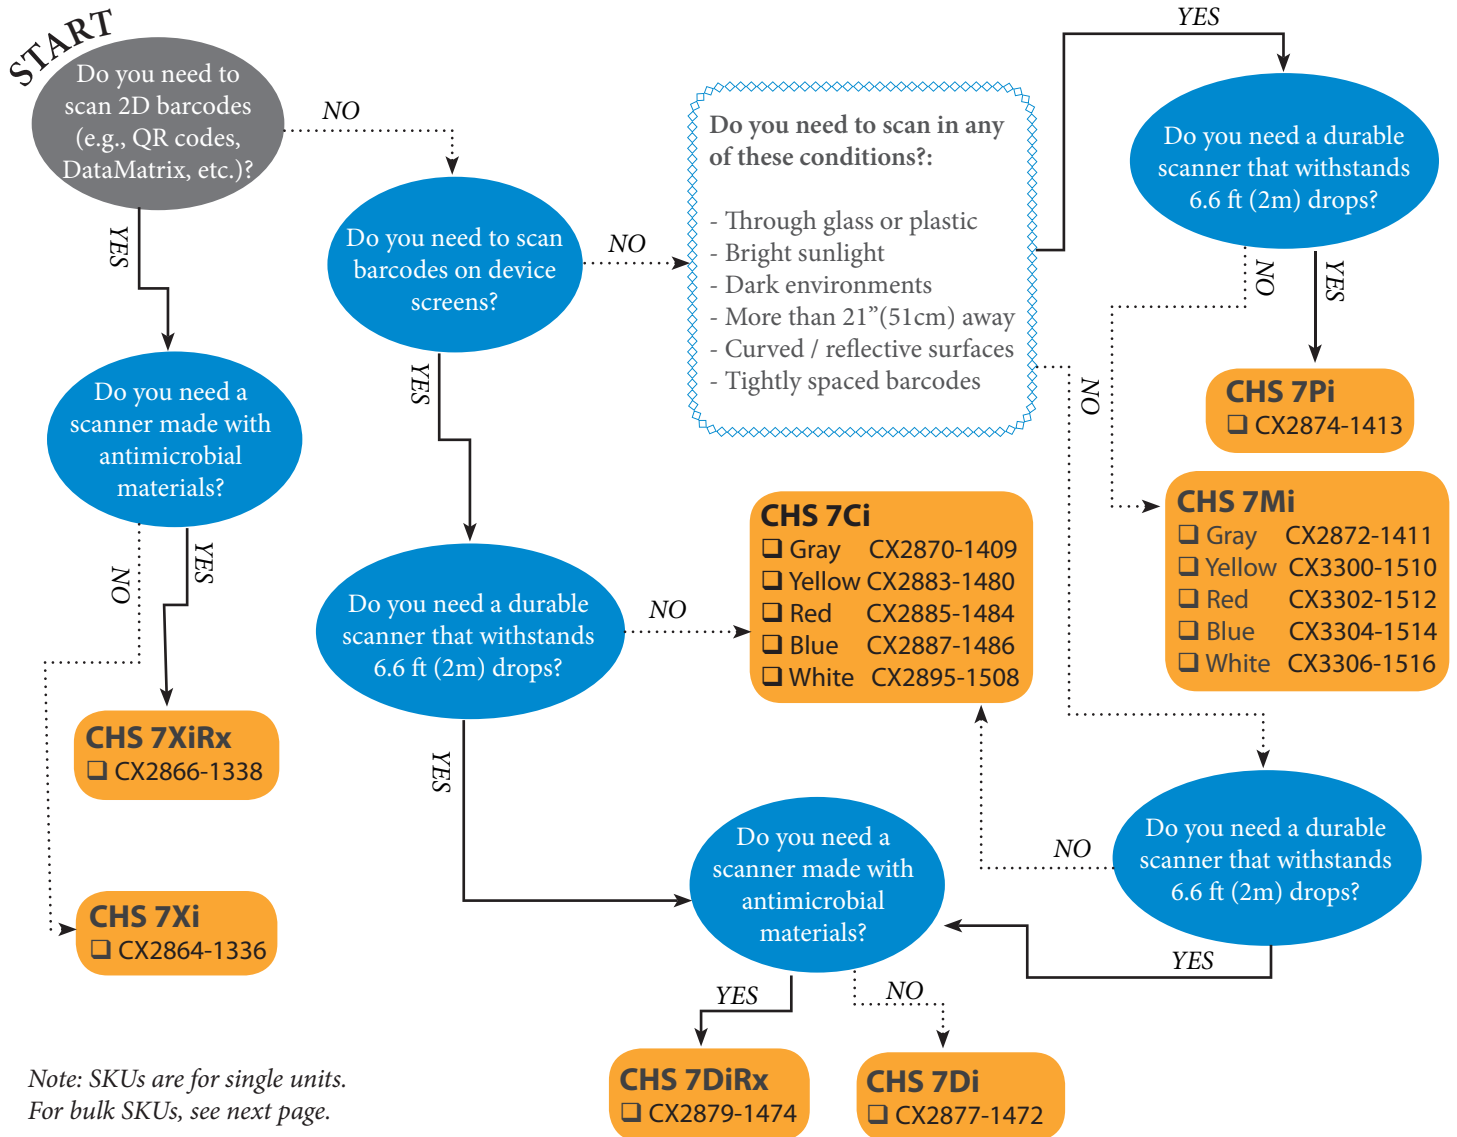 START
Do you need to
scan 2D barcodes
(e.g., QR codes,
DataMatrix, etc.)?
NO
YES
Do you need to scan
barcodes on device
screens?
NO
YES
Do you need to scan in any
of these conditions?:
- Through glass or plastic
- Bright sunlight
- Dark environments
- More than 21”(51cm) away
- Curved / reflective surfaces
- Tightly spaced barcodes
YES
NO
Do you need a durable
scanner that withstands
6.6 ft (2m) drops?
NO
YES
CHS 7Pi
❑ CX2874-1413
CHS 7Mi
❑ Gray CX2872-1411
❑ Yellow CX3300-1510
❑ Red CX3302-1512
❑ Blue CX3304-1514
❑ White CX3306-1516
Do you need a
scanner made with
antimicrobial
materials?
NO
YES
CHS 7XiRx
❑ CX2866-1338
CHS 7Xi
❑ CX2864-1336
Do you need a durable
scanner that withstands
6.6 ft (2m) drops?
NO
YES
CHS 7Ci
❑ Gray CX2870-1409
❑ Yellow CX2883-1480
❑ Red CX2885-1484
❑ Blue CX2887-1486
❑ White CX2895-1508
Do you need a durable
scanner that withstands
6.6 ft (2m) drops?
NO
YES
Do you need a
scanner made with
antimicrobial
materials?
YES
NO
CHS 7DiRx
❑ CX2879-1474
CHS 7Di
❑ CX2877-1472
Note: SKUs are for single units.
For bulk SKUs, see next page.